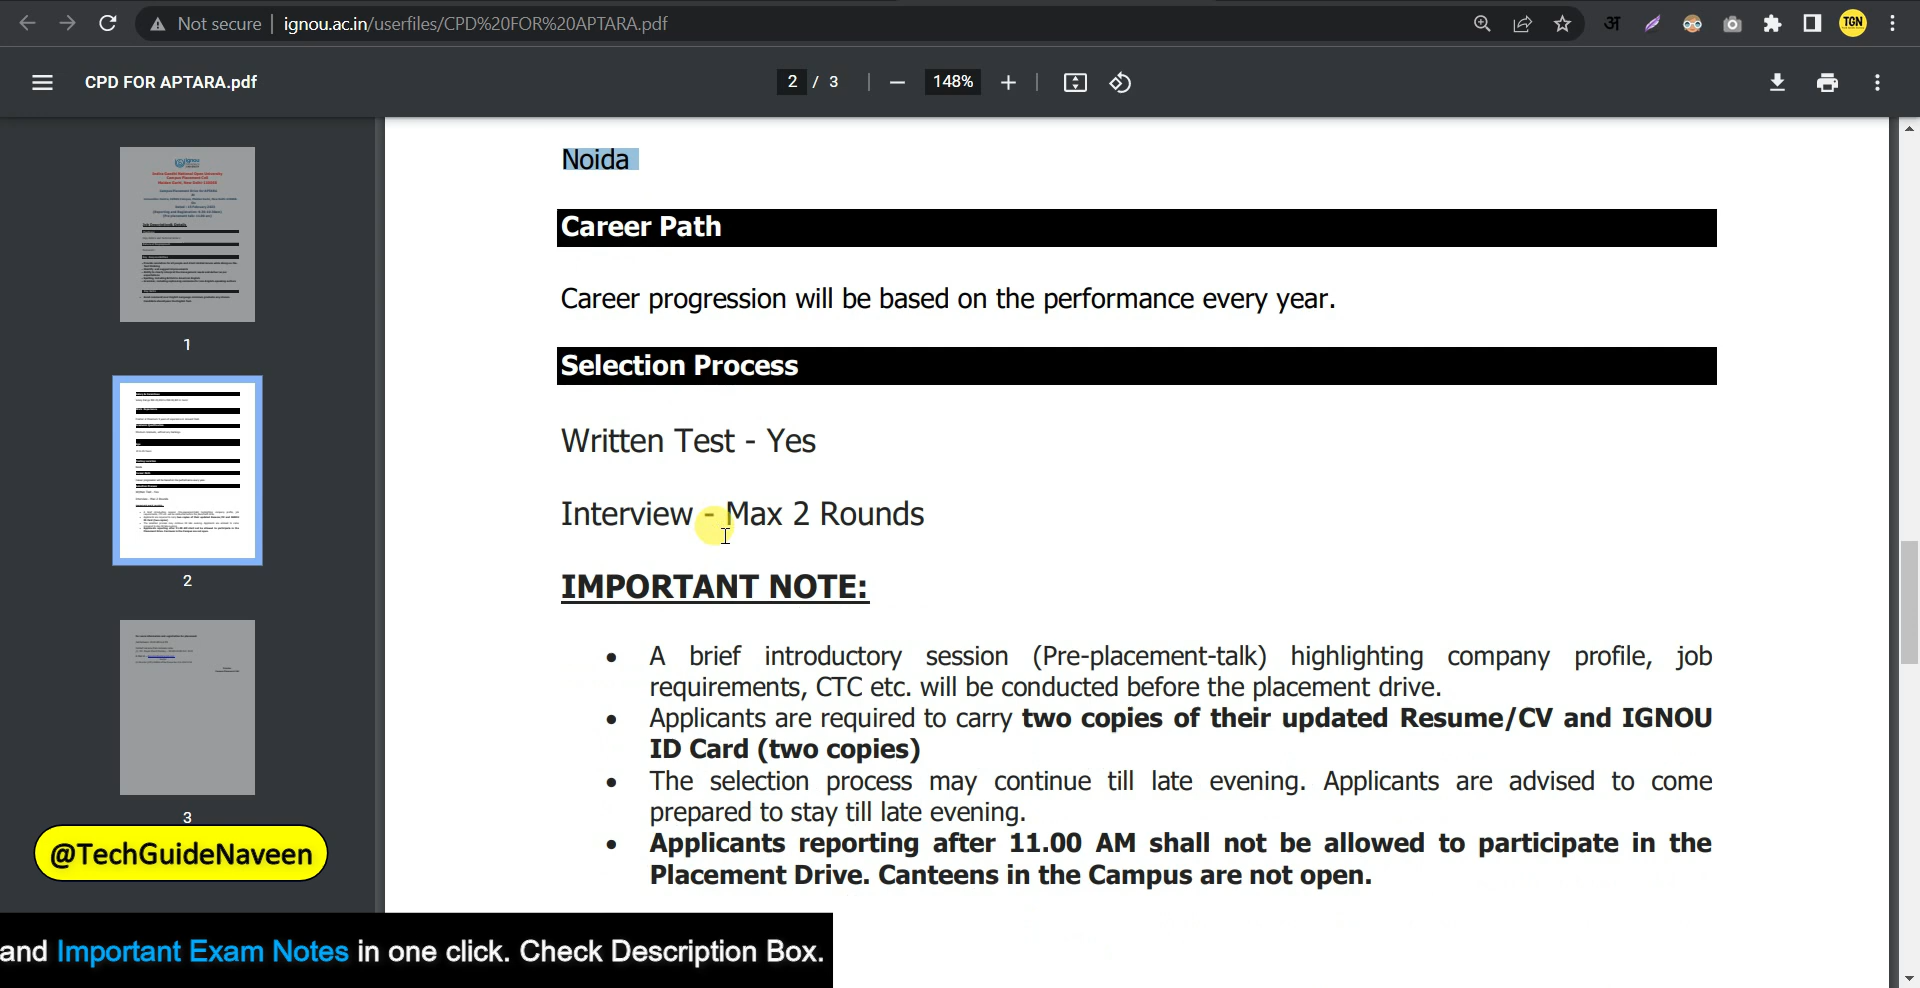 Not secure
ignou.ac.in/userfiles/CPD%20FOR%20APTARA.pdf
अ
TGN
CPD FOR APTARA.pdf
2 / 3
148%
1
2
3
@TechGuideNaveen
Noida
Career Path
Career progression will be based on the performance every year.
Selection Process
Written Test - Yes
Interview - Max 2 Rounds
IMPORTANT NOTE:
• A brief introductory session (Pre-placement-talk) highlighting company profile, job
requirements, CTC etc. will be conducted before the placement drive.
• Applicants are required to carry two copies of their updated Resume/CV and IGNOU
ID Card (two copies)
• The selection process may continue till late evening. Applicants are advised to come
prepared to stay till late evening.
• Applicants reporting after 11.00 AM shall not be allowed to participate in the
Placement Drive. Canteens in the Campus are not open.
and Important Exam Notes in one click. Check Description Box.